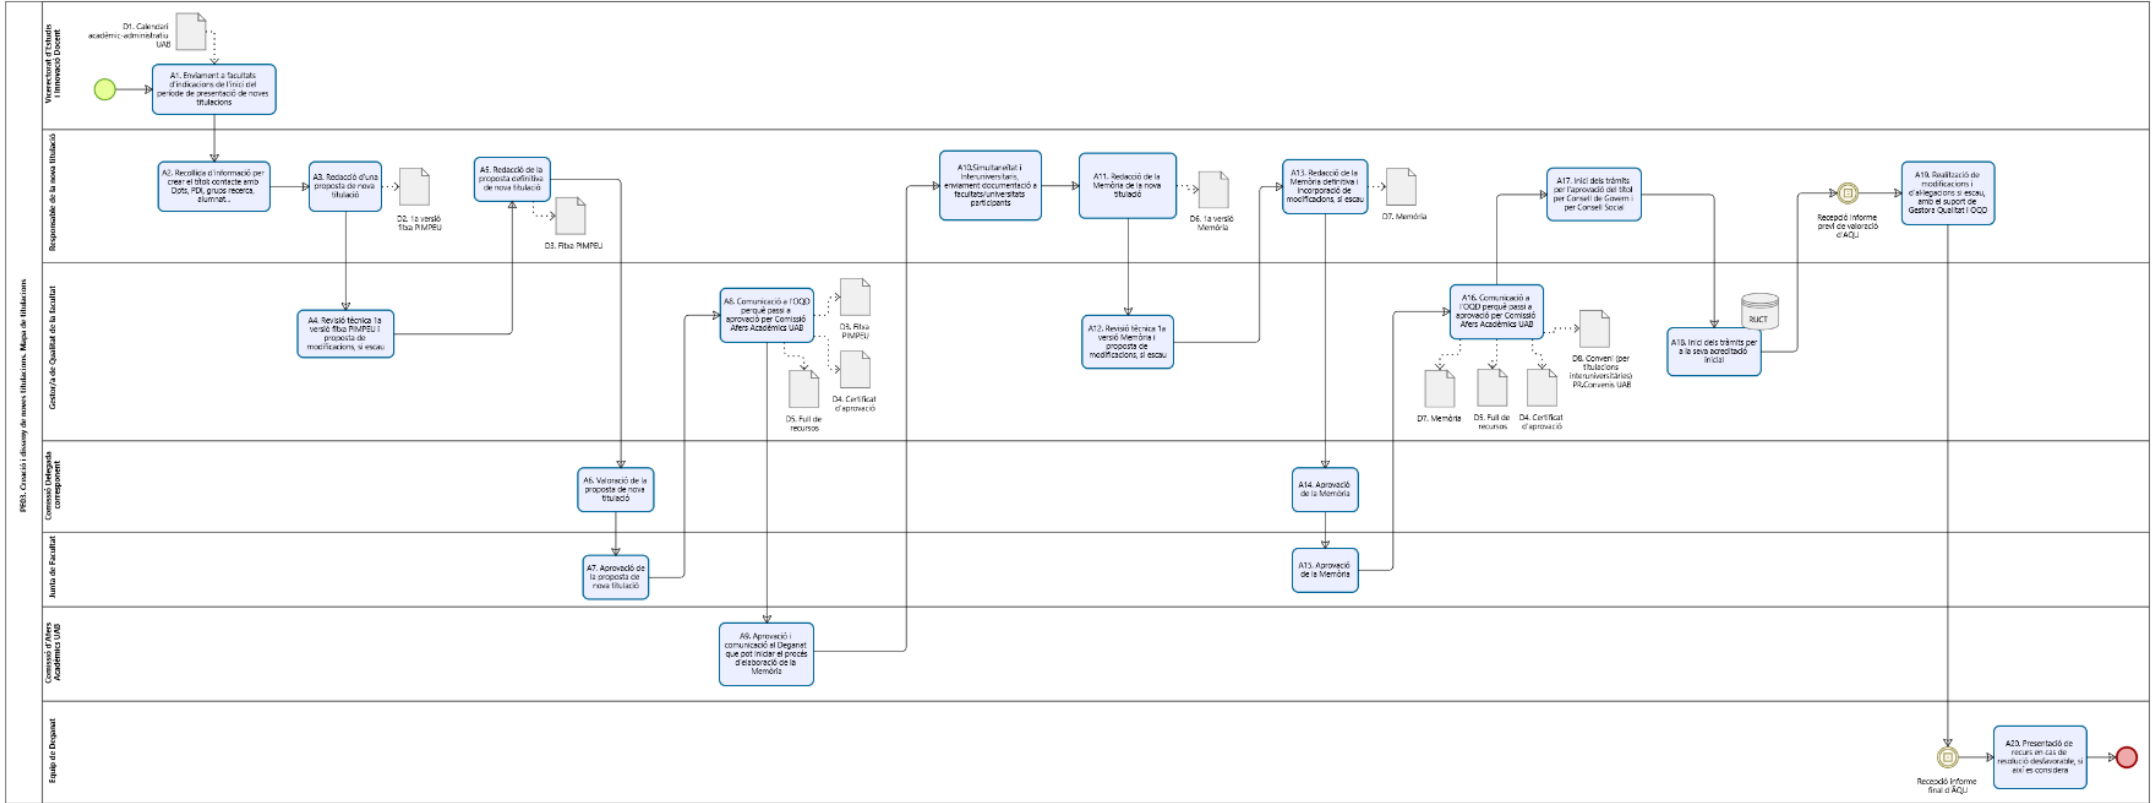 PE03. Creació i disseny de noves titulacions. Mapa de titulacions
Vicerectorat d'Estudis
i Innovació Docent
D1. Calendari
acadèmic-administratiu
UAB
A1. Enviament a facultats
d'indicacions de l'inici del
període de presentació de noves
titulacions
Responsable de la nova titulació
A2. Recollida d'informació per
crear el títol: contacte amb
Dpts, PDI, grups recerca,
alumnat...
A3. Redacció d'una
proposta de nova
titulació
D2. 1a versió
fitxa PIMPEU
A5. Redacció de la
proposta definitiva
de nova titulació
D3. Fitxa PIMPEU
A10.Simultaneïtat i
Interuniversitaris,
enviament documentació a
facultats/universitats
participants
A11. Redacció de la
Memòria de la nova
titulació
D6. 1a versió
Memòria
A13. Redacció de la
Memòria definitiva i
incorporació de
modificacions, si escau
D7. Memòria
A17. Inici dels tràmits
per l'aprovació del títol
per Consell de Govern i
per Consell Social
Recepció informe
previ de valoració
d'AQU
A19. Realització de
modificacions i
d'al·legacions si escau,
amb el suport de
Gestora Qualitat i OQD
Gestor/a de Qualitat de la facultat
A4. Revisió tècnica 1a
versió fitxa PIMPEU i
proposta de
modificacions, si escau
A8. Comunicació a l'OQD
perquè passi a
aprovació per Comissió
Afers Acadèmics UAB
D3. Fitxa
PIMPEU
D4. Certificat
d'aprovació
D5. Full de
recursos
A12. Revisió tècnica 1a
versió Memòria i
proposta de
modificacions, si escau
A16. Comunicació a
l'OQD perquè passi a
aprovació per Comissió
Afers Acadèmics UAB
D8. Conveni (per
titulacions
interuniversitàries)
PR.Convenis UAB
D7. Memòria
D5. Full de
recursos
D4. Certificat
d'aprovació
RUCT
A18. Inici dels tràmits per
a la seva acreditació
inicial
Comissió Delegada
corresponent
A6. Valoració de la
proposta de nova
titulació
A14. Aprovació
de la Memòria
Junta de Facultat
A7. Aprovació de
la proposta de
nova titulació
A15. Aprovació
de la Memòria
Comissió d'Afers
Acadèmics UAB
A9. Aprovació i
comunicació al Deganat
que pot iniciar el procés
d'elaboració de la
Memòria
Equip de Deganat
Recepció informe
final d'AQU
A20. Presentació de
recurs en cas de
resolució desfavorable, si
així es considera